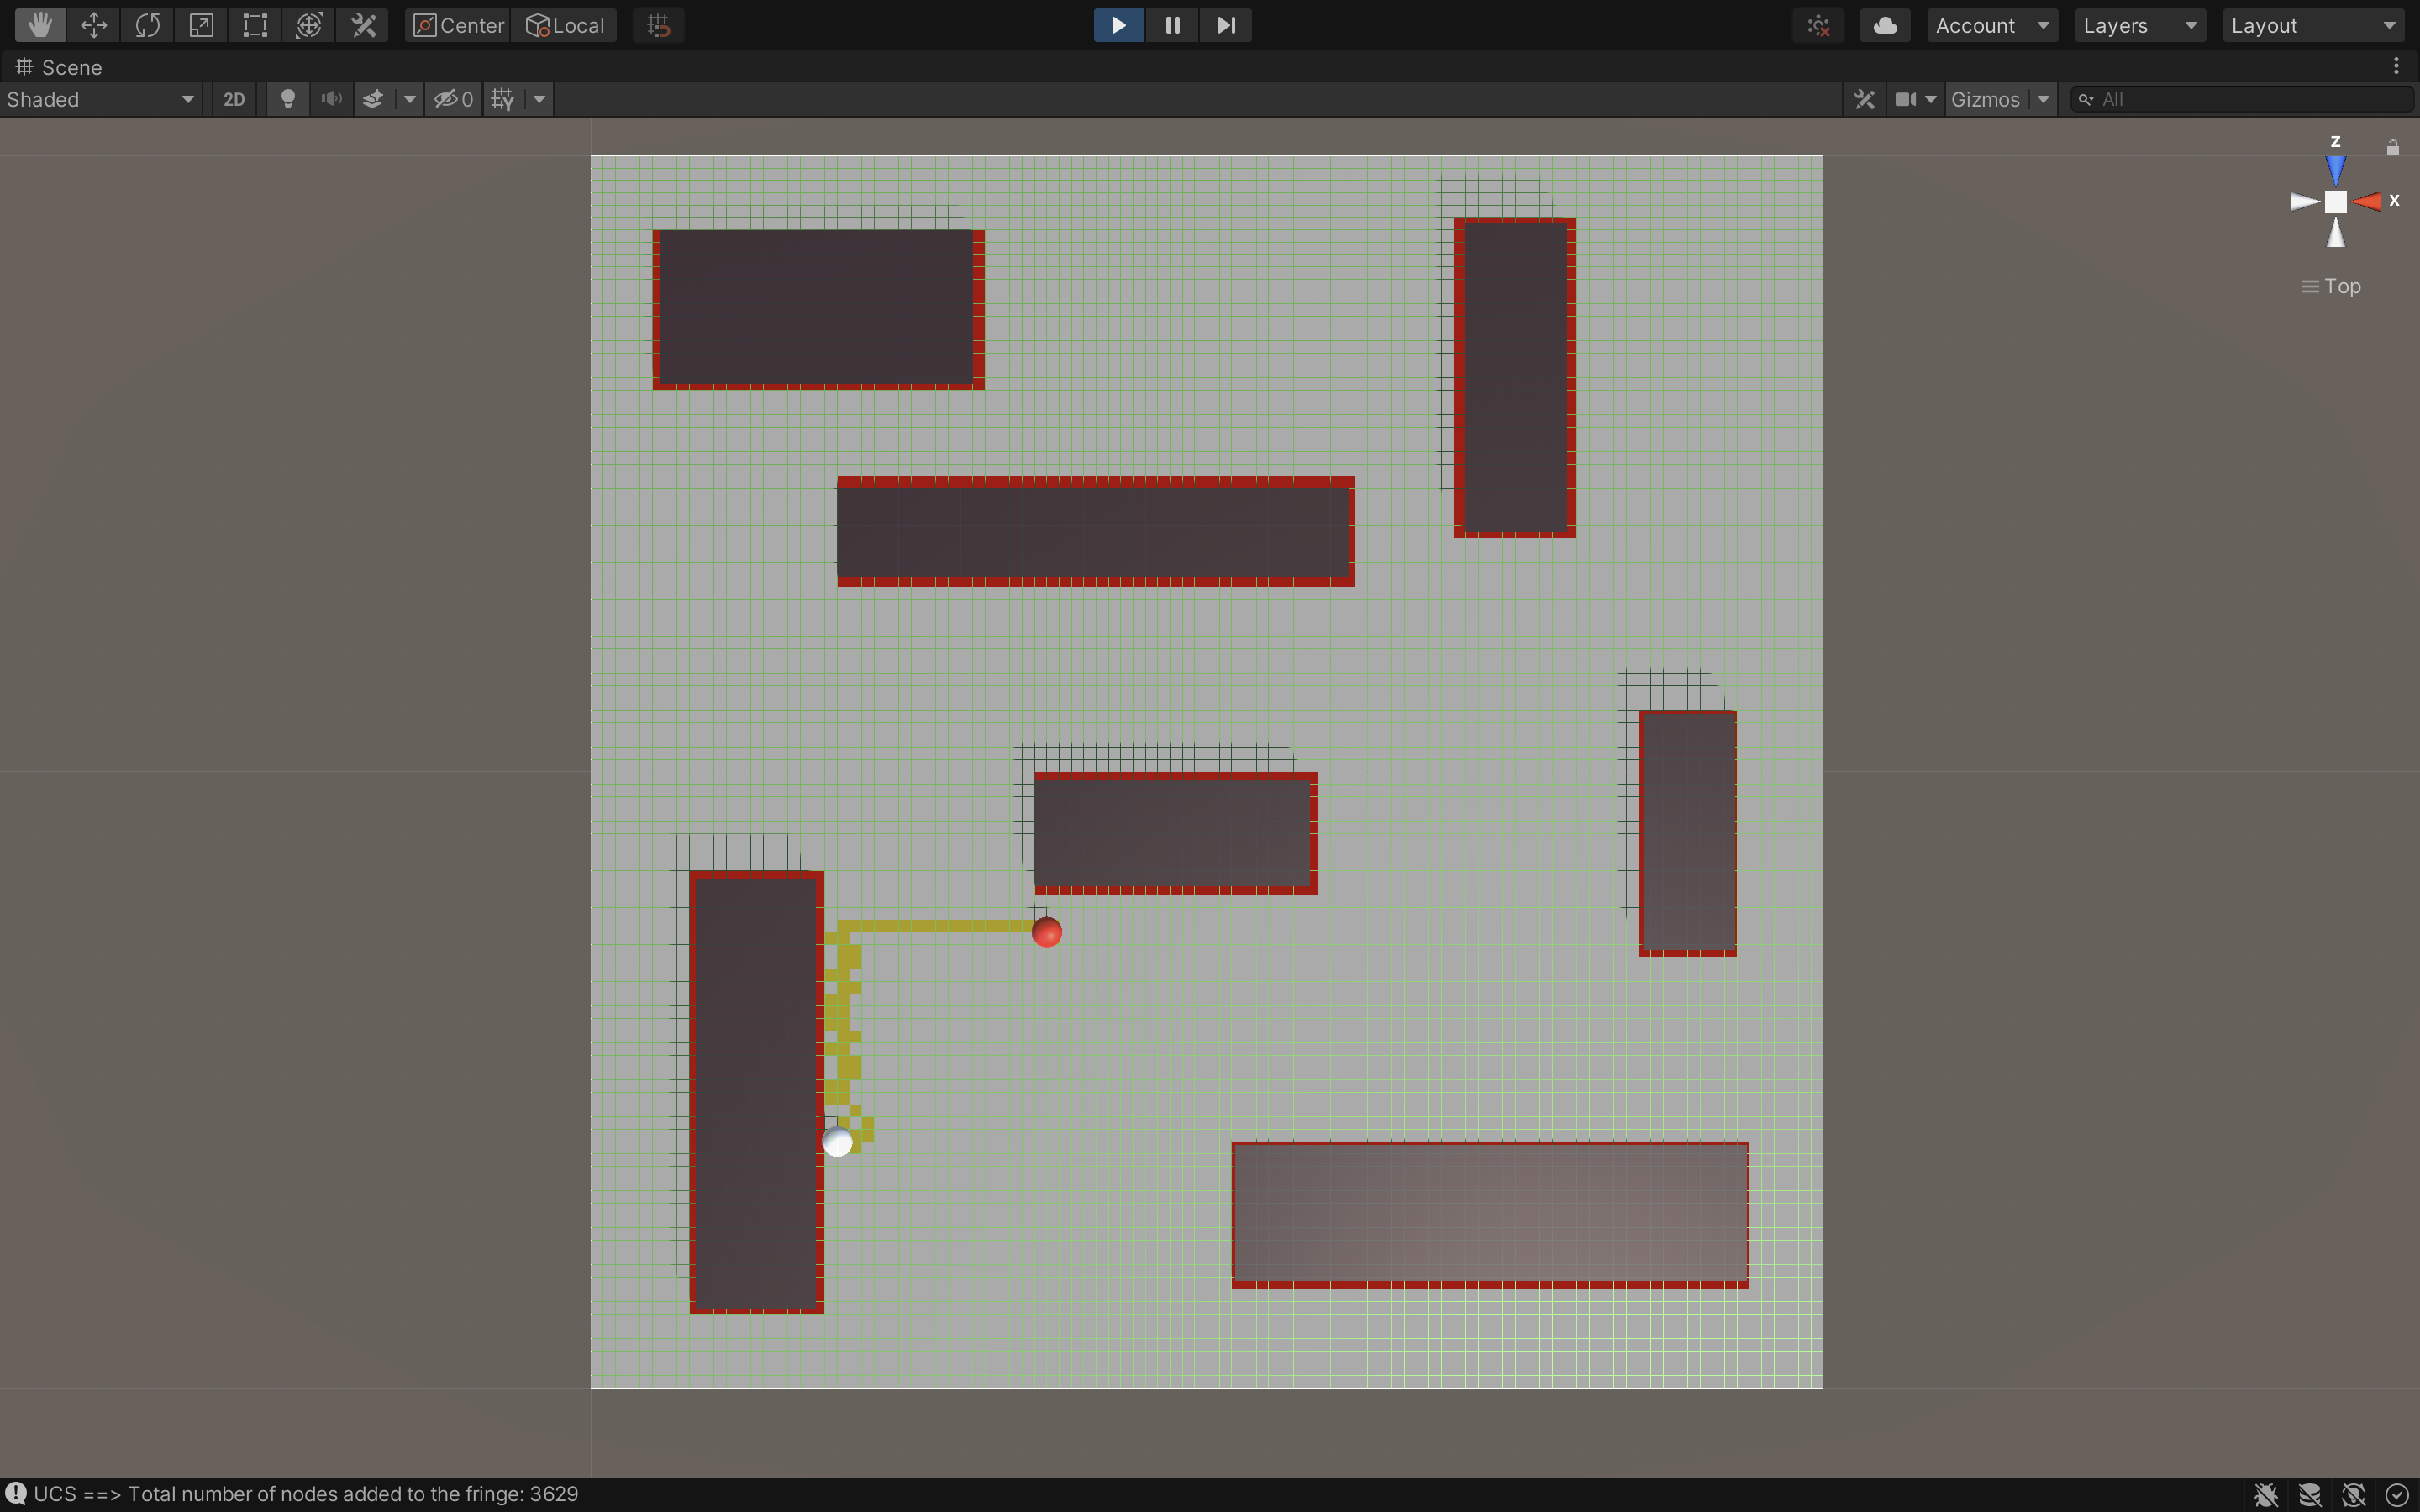 Center Local Account Layers Layout
Scene
Shaded 2D 0 Gizmos All
Z
X
Top
UCS ==> Total number of nodes added to the fringe: 3629